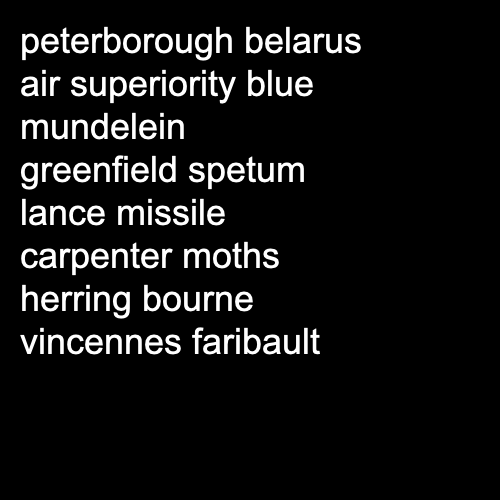 peterborough belarus
air superiority blue
mundelein
greenfield spetum
lance missile
carpenter moths
herring bourne
vincennes faribault